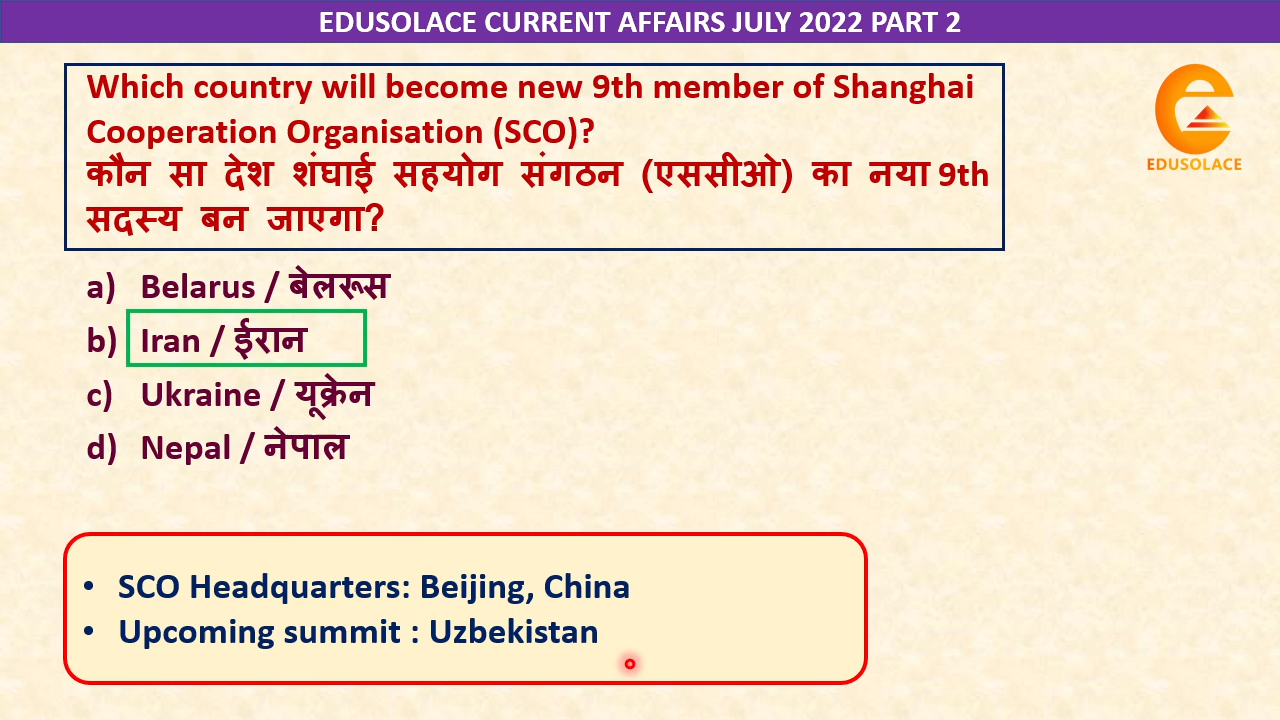 EDUSOLACE CURRENT AFFAIRS JULY 2022 PART 2
Which country will become new 9th member of Shanghai
Cooperation Organisation (SCO)?
कौन सा देश शंघाई सहयोग संगठन (एससीओ) का नया 9th
सदस्य बन जाएगा?
EDUSOLACE
a) Belarus / बेलरूस
b) Iran / ईरान
c) Ukraine / यूक्रेन
d) Nepal / नेपाल
• SCO Headquarters: Beijing, China
• Upcoming summit : Uzbekistan